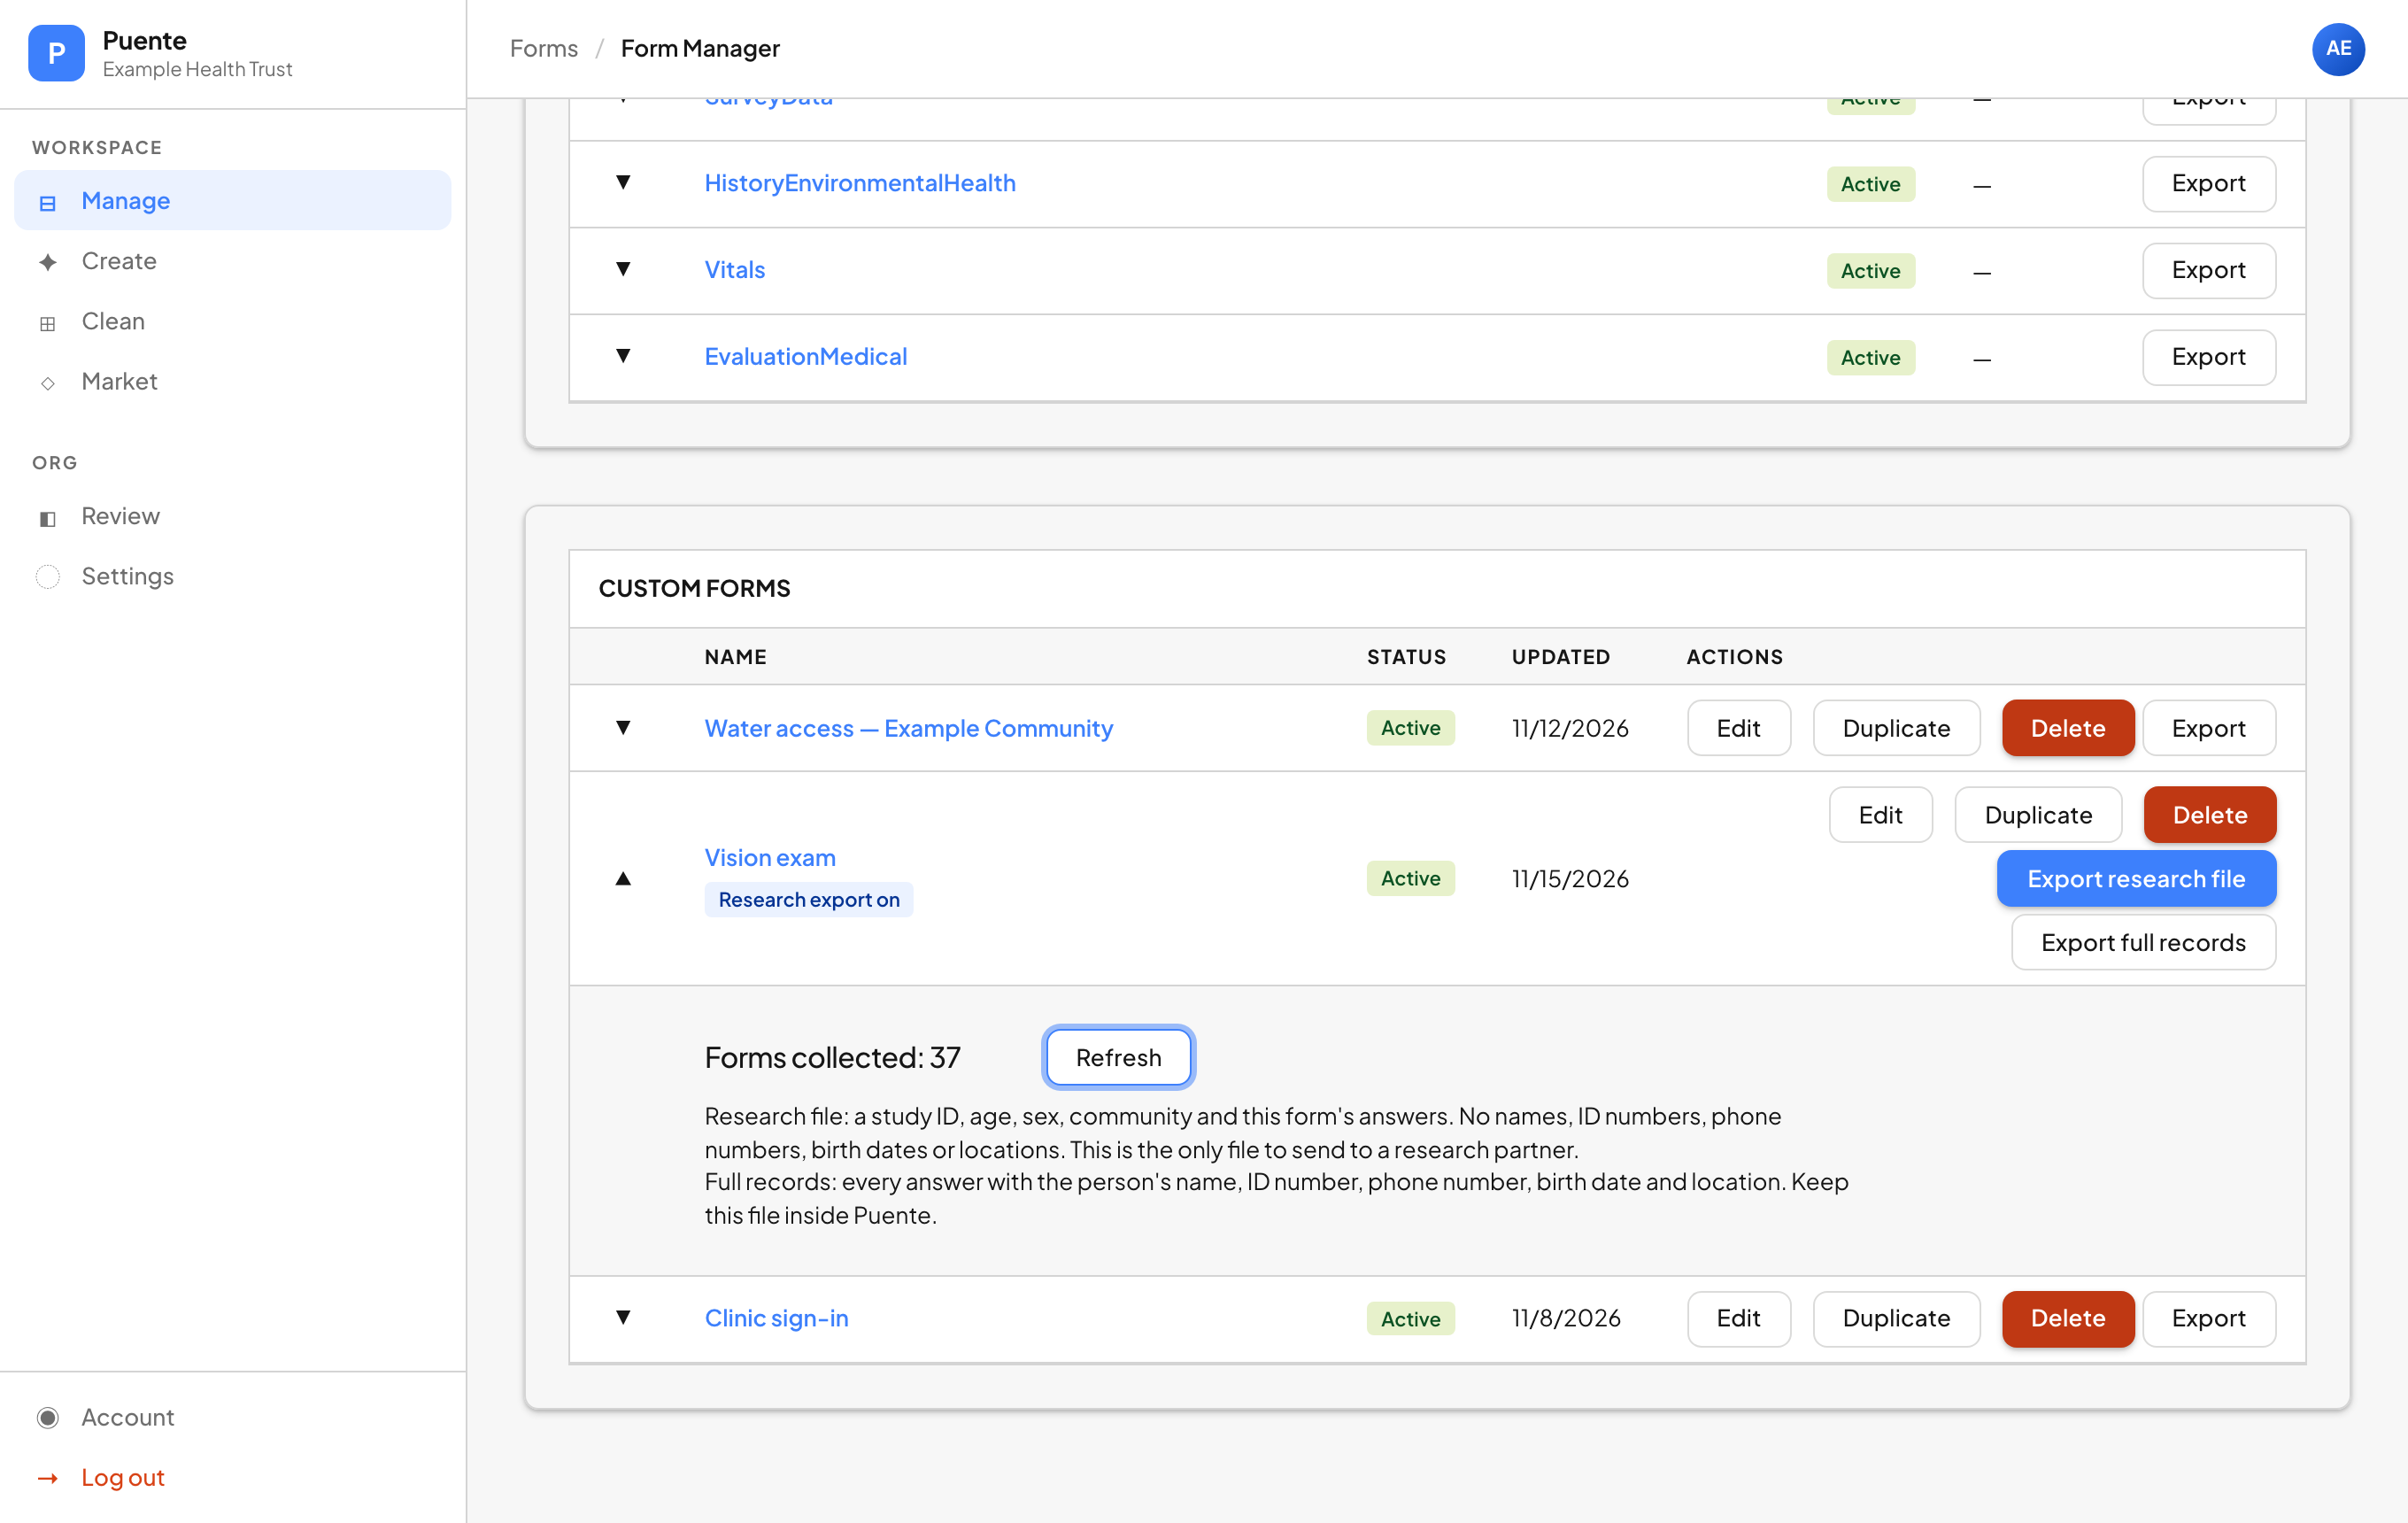 P
Puente
Example Health Trust
Forms / Form Manager
AE
WORKSPACE
Manage
Create
Clean
Market
ORG
Review
Settings
Account
Log out
SurveyData Active — Export
HistoryEnvironmentalHealth Active — Export
Vitals Active — Export
EvaluationMedical Active — Export
CUSTOM FORMS
NAME STATUS UPDATED ACTIONS
Water access — Example Community Active 11/12/2026 Edit Duplicate Delete Export
Vision exam
Research export on
Active 11/15/2026
Edit Duplicate Delete
Export research file
Export full records
Forms collected: 37 Refresh
Research file: a study ID, age, sex, community and this form's answers. No names, ID numbers, phone
numbers, birth dates or locations. This is the only file to send to a research partner.
Full records: every answer with the person's name, ID number, phone number, birth date and location. Keep
this file inside Puente.
Clinic sign-in Active 11/8/2026 Edit Duplicate Delete Export